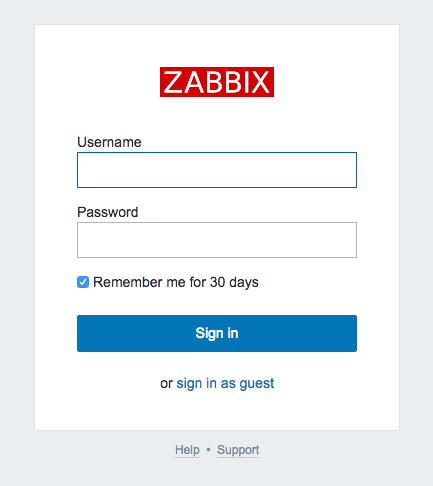 ZABBIX
Username
Password
Remember me for 30 days
Sign in
or sign in as guest
Help • Support